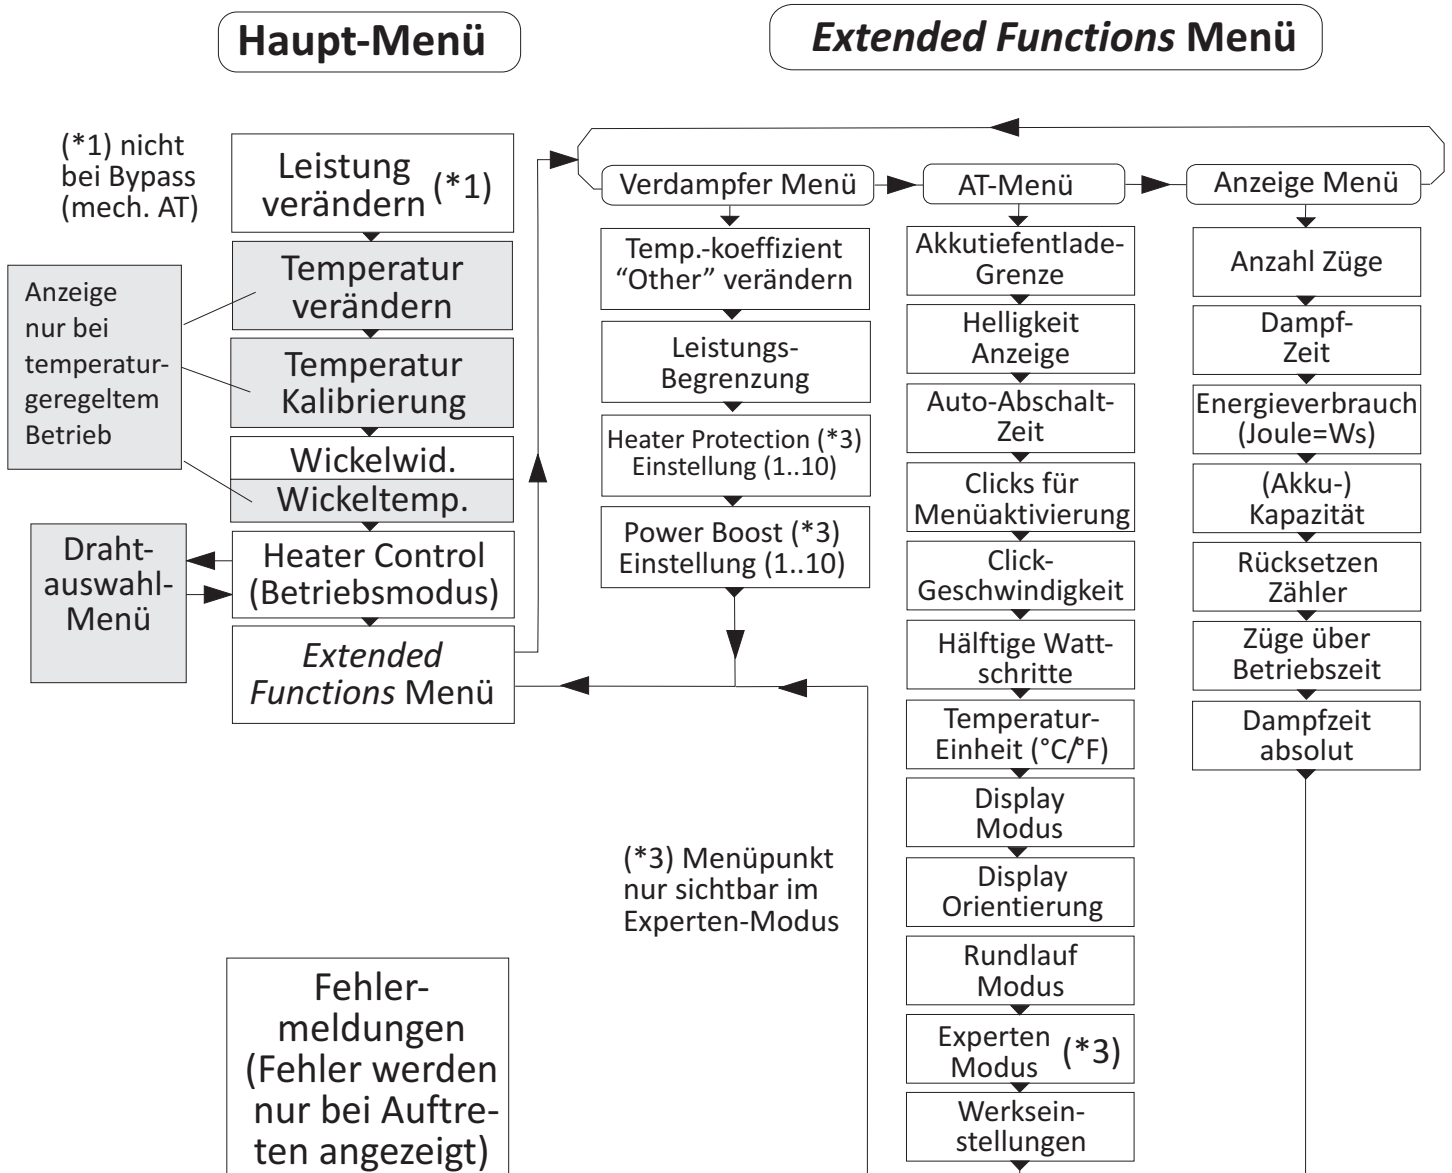 Haupt-Menü
Extended Functions Menü
(*1) nicht
bei Bypass
(mech. AT)
Leistung
verändern (*1)
Temperatur
verändern
Temperatur
Kalibrierung
Wickelwid.
Wickeltemp.
Heater Control
(Betriebsmodus)
Extended
Functions Menü
Anzeige
nur bei
temperatur-
geregeltem
Betrieb
Draht-
auswahl-
Menü
Fehler-
meldungen
(Fehler werden
nur bei Auftre-
ten angezeigt)
Verdampfer Menü
Temp.-koeffizient
“Other” verändern
Leistungs-
Begrenzung
Heater Protection (*3)
Einstellung (1..10)
Power Boost (*3)
Einstellung (1..10)
(*3) Menüpunkt
nur sichtbar im
Experten-Modus
AT-Menü
Akkutiefentlade-
Grenze
Helligkeit
Anzeige
Auto-Abschalt-
Zeit
Clicks für
Menüaktivierung
Click-
Geschwindigkeit
Hälftige Watt-
schritte
Temperatur-
Einheit (°C/°F)
Display
Modus
Display
Orientierung
Rundlauf
Modus
Experten
Modus (*3)
Werksein-
stellungen
Anzeige Menü
Anzahl Züge
Dampf-
Zeit
Energieverbrauch
(Joule=Ws)
(Akku-)
Kapazität
Rücksetzen
Zähler
Züge über
Betriebszeit
Dampfzeit
absolut